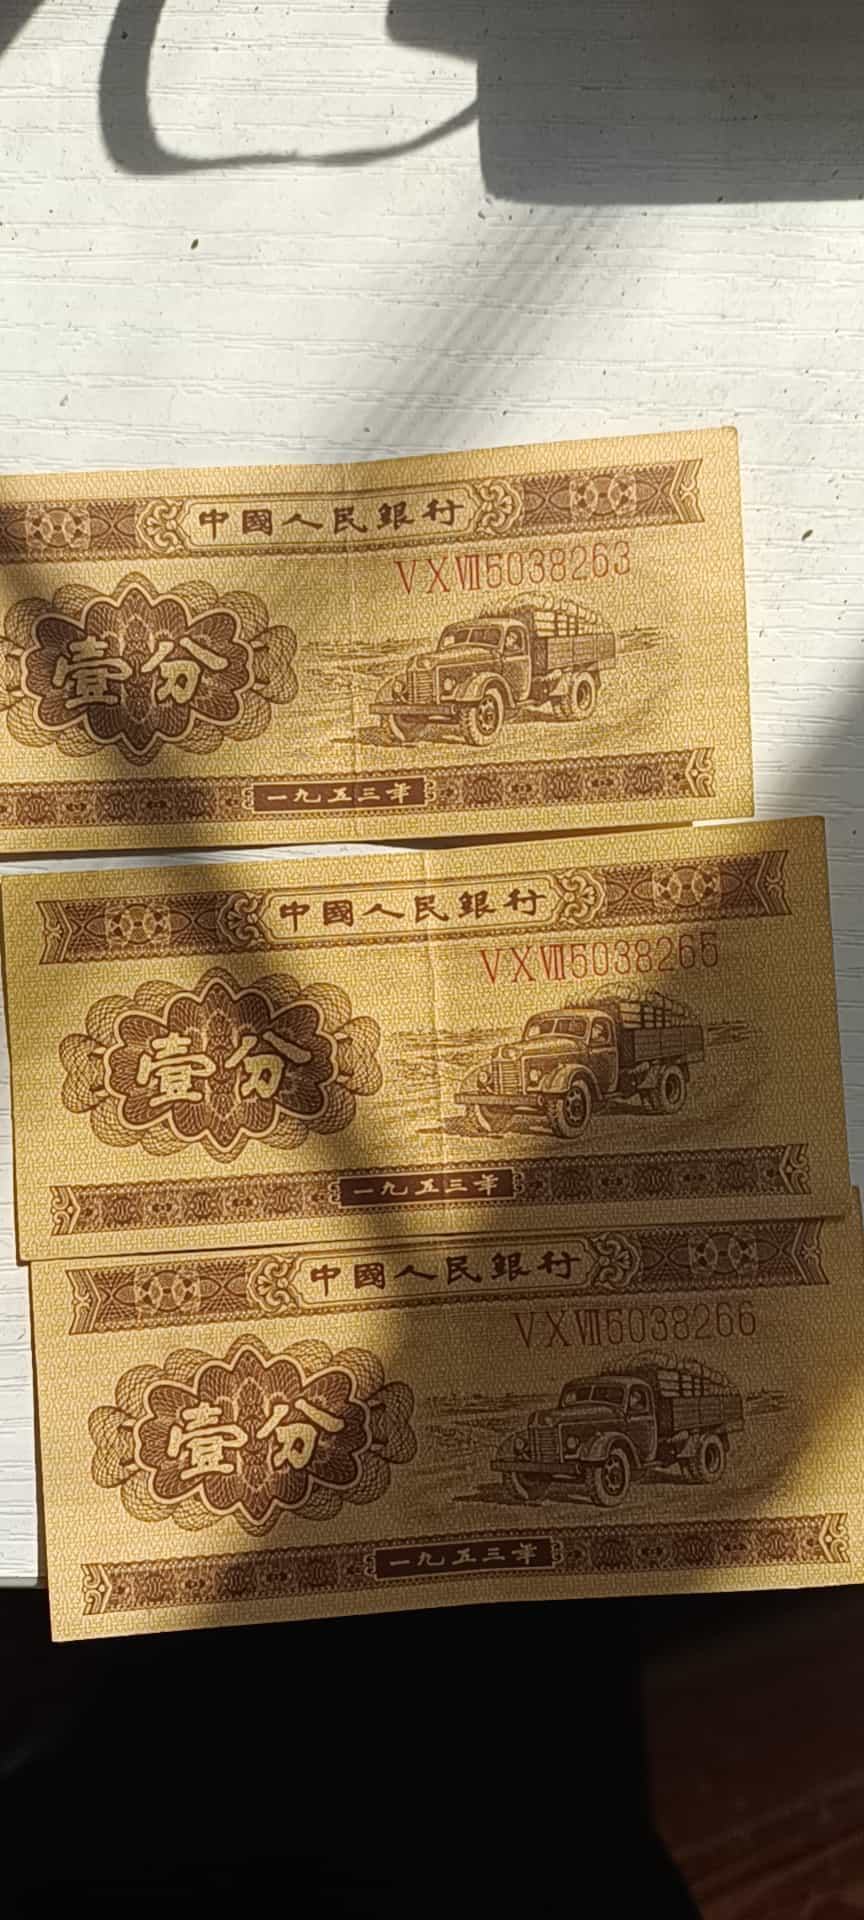 中國人民銀行
VXVII5038263
壹分
一九五三年
中國人民銀行
VXVII5038265
壹分
一九五三年
中國人民銀行
VXVII5038266
壹分
一九五三年